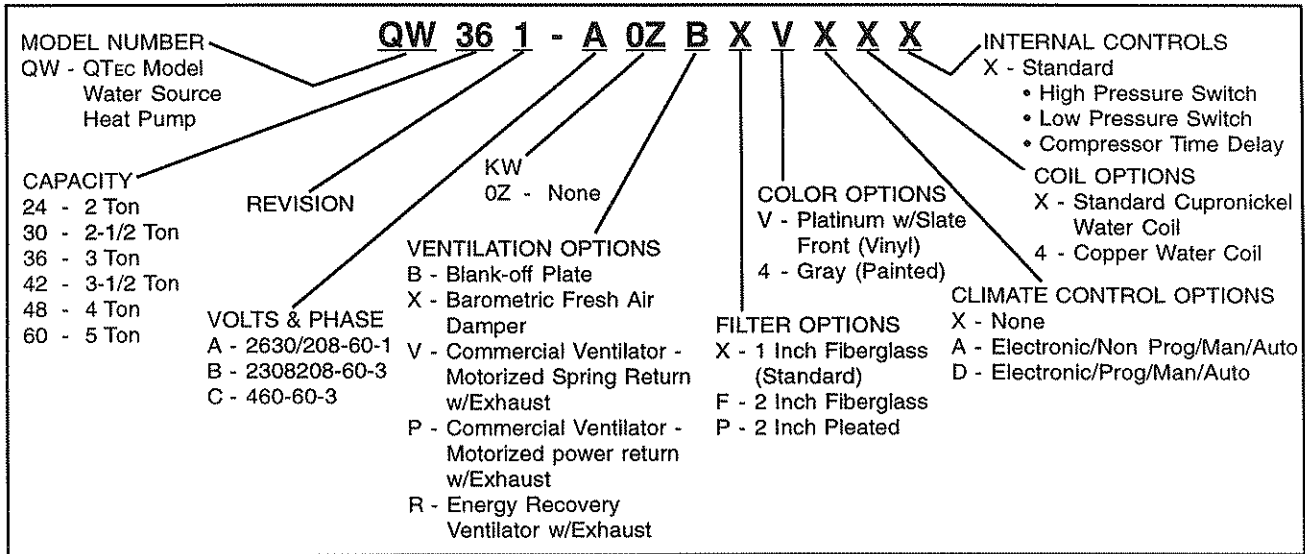 QW 36 1 - A 0Z B X V X X X
MODEL NUMBER
QW - QTEC Model
Water Source
Heat Pump
CAPACITY
24 - 2 Ton
30 - 2-1/2 Ton
36 - 3 Ton
42 - 3-1/2 Ton
48 - 4 Ton
60 - 5 Ton
REVISION
VOLTS & PHASE
A - 2630/208-60-1
B - 2308208-60-3
C - 460-60-3
KW
0Z - None
VENTILATION OPTIONS
B - Blank-off Plate
X - Barometric Fresh Air
Damper
V - Commercial Ventilator -
Motorized Spring Return
w/Exhaust
P - Commercial Ventilator -
Motorized power return
w/Exhaust
R - Energy Recovery
Ventilator w/Exhaust
FILTER OPTIONS
X - 1 Inch Fiberglass
(Standard)
F - 2 Inch Fiberglass
P - 2 Inch Pleated
COLOR OPTIONS
V - Platinum w/Slate
Front (Vinyl)
4 - Gray (Painted)
CLIMATE CONTROL OPTIONS
X - None
A - Electronic/Non Prog/Man/Auto
D - Electronic/Prog/Man/Auto
COIL OPTIONS
X - Standard Cupronickel
Water Coil
4 - Copper Water Coil
INTERNAL CONTROLS
X - Standard
• High Pressure Switch
• Low Pressure Switch
• Compressor Time Delay